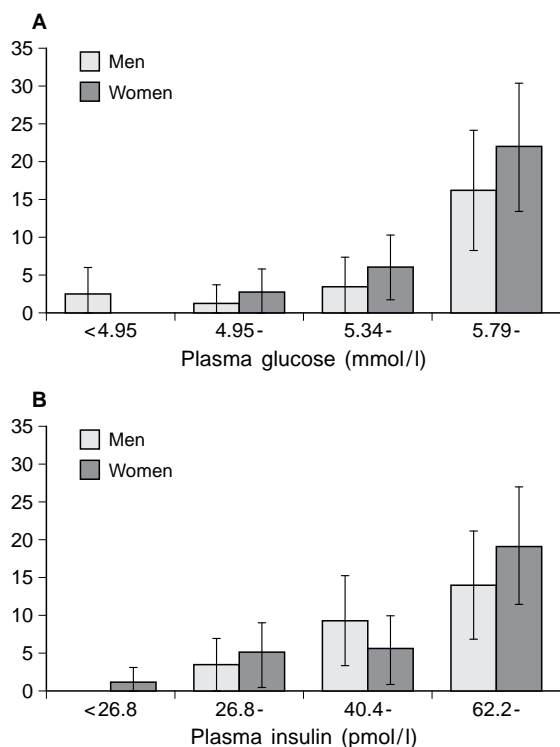 A
35
30
25
20
15
10
5
0
Men
Women
<4.95 4.95- 5.34- 5.79-
Plasma glucose (mmol/l)
B
35
30
25
20
15
10
5
0
Men
Women
<26.8 26.8- 40.4- 62.2-
Plasma insulin (pmol/l)